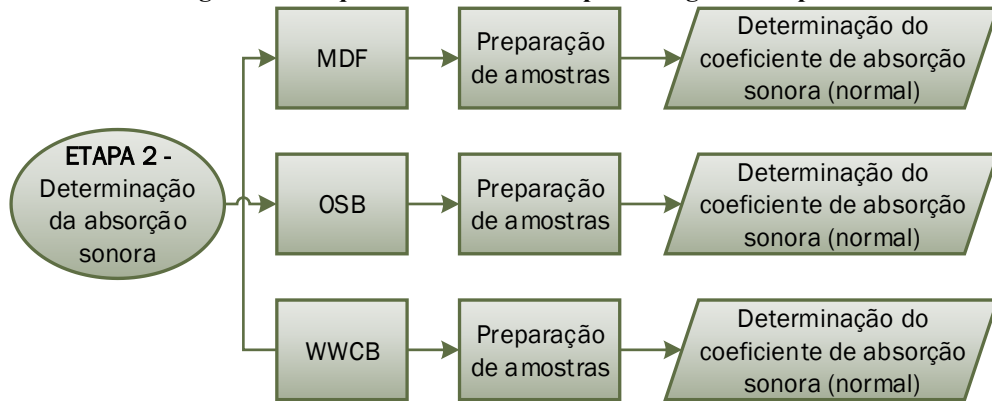 MDF
Preparação
de amostras
Determinação do
coeficiente de absorção
sonora (normal)
ETAPA 2 -
Determinação
da absorção
sonora
OSB
Preparação
de amostras
Determinação do
coeficiente de absorção
sonora (normal)
WWCB
Preparação
de amostras
Determinação do
coeficiente de absorção
sonora (normal)